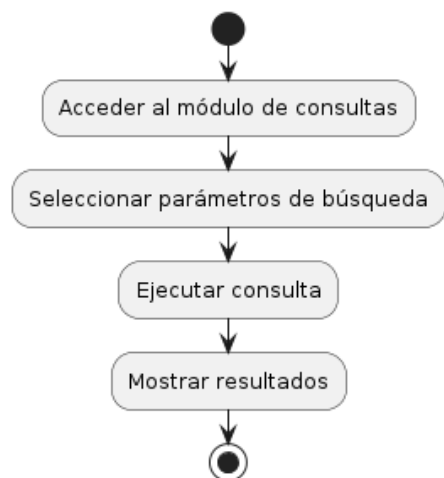 Acceder al módulo de consultas
Seleccionar parámetros de búsqueda
Ejecutar consulta
Mostrar resultados